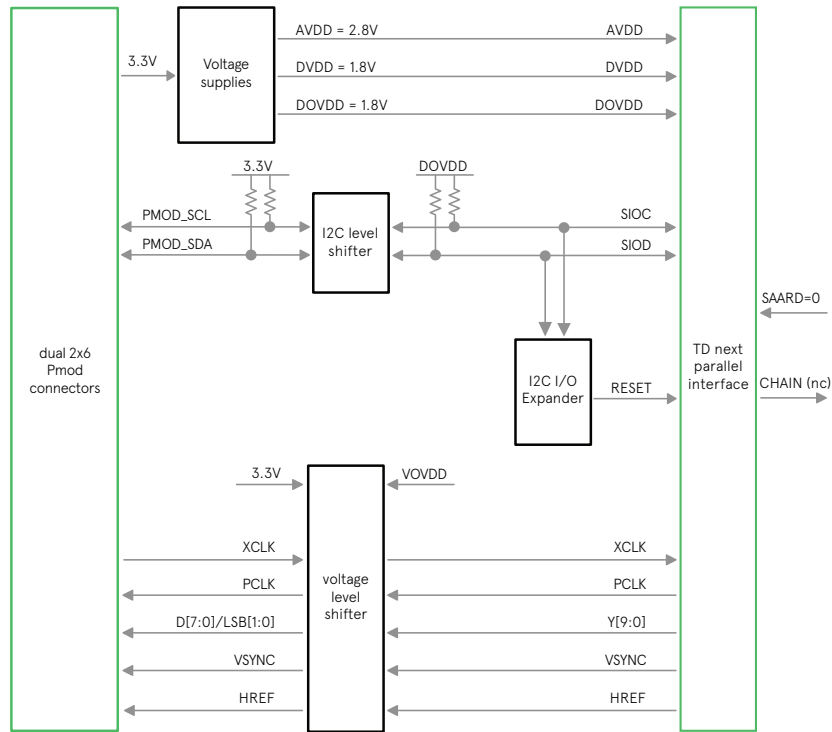 AVDD = 2.8V
AVDD
3.3V
Voltage
supplies
DVDD = 1.8V
DVDD
DOVDD = 1.8V
DOVDD
3.3V
DOVDD
PMOD_SCL
I2C level
shifter
SIOC
PMOD_SDA
SIOD
SAARD=0
dual 2x6
Pmod
connectors
TD next
parallel
interface
I2C I/O
Expander
RESET
CHAIN (nc)
3.3V
VOVDD
XCLK
XCLK
voltage
level
shifter
PCLK
PCLK
D[7:0]/LSB[1:0]
Y[9:0]
VSYNC
VSYNC
HREF
HREF